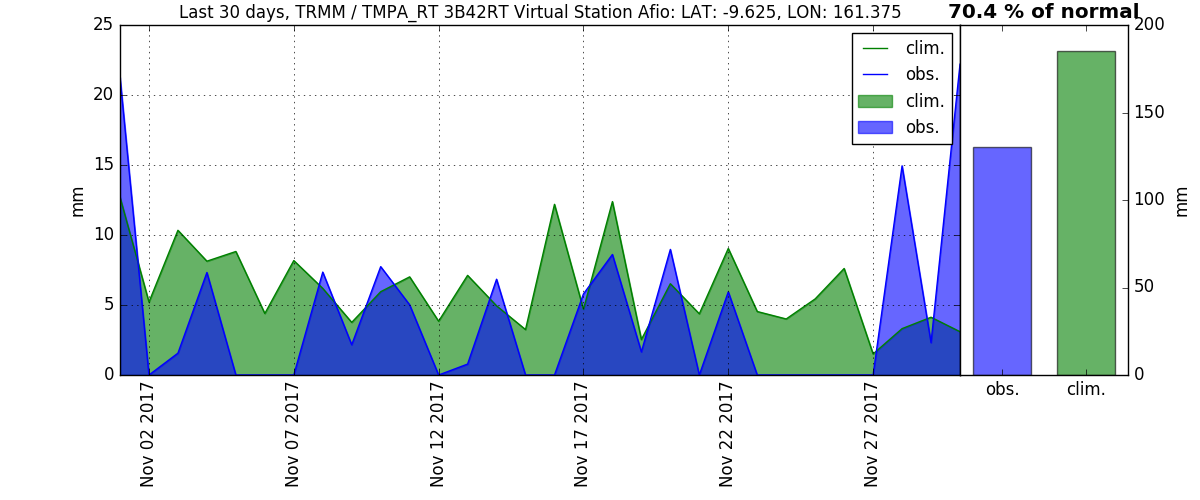 Last 30 days, TRMM / TMPA_RT 3B42RT Virtual Station Afio: LAT: -9.625, LON: 161.375
70.4 % of normal
25
20
15
10
5
0
mm
clim.
obs.
clim.
obs.
200
150
100
50
0
mm
Nov 02 2017
Nov 07 2017
Nov 12 2017
Nov 17 2017
Nov 22 2017
Nov 27 2017
obs.
clim.